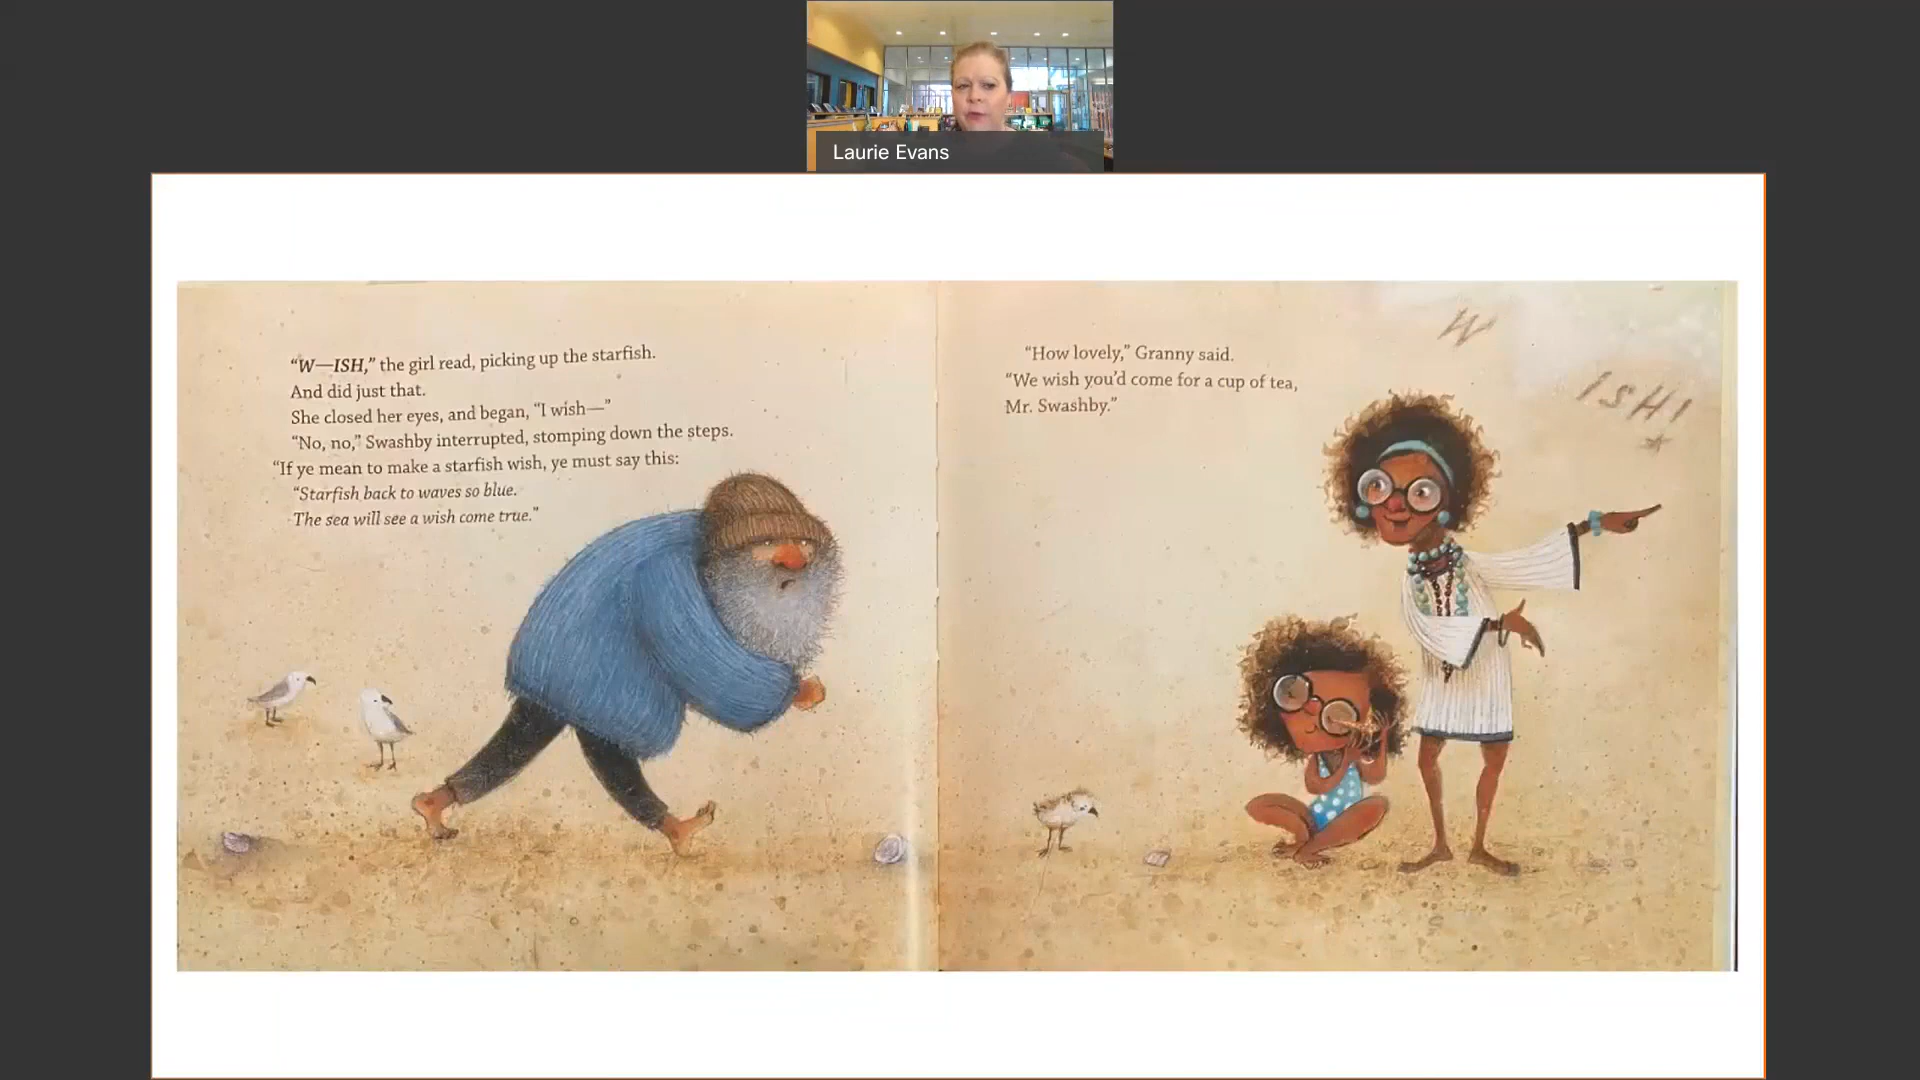 Laurie Evans
“W—ISH,” the girl read, picking up the starfish.
And did just that.
She closed her eyes, and began, “I wish—”
“No, no,” Swashby interrupted, stomping down the steps.
“If ye mean to make a starfish wish, ye must say this:
“Starfish back to waves so blue.
The sea will see a wish come true.”
“How lovely,” Granny said.
“We wish you’d come for a cup of tea,
Mr. Swashby.”
W
ISH!